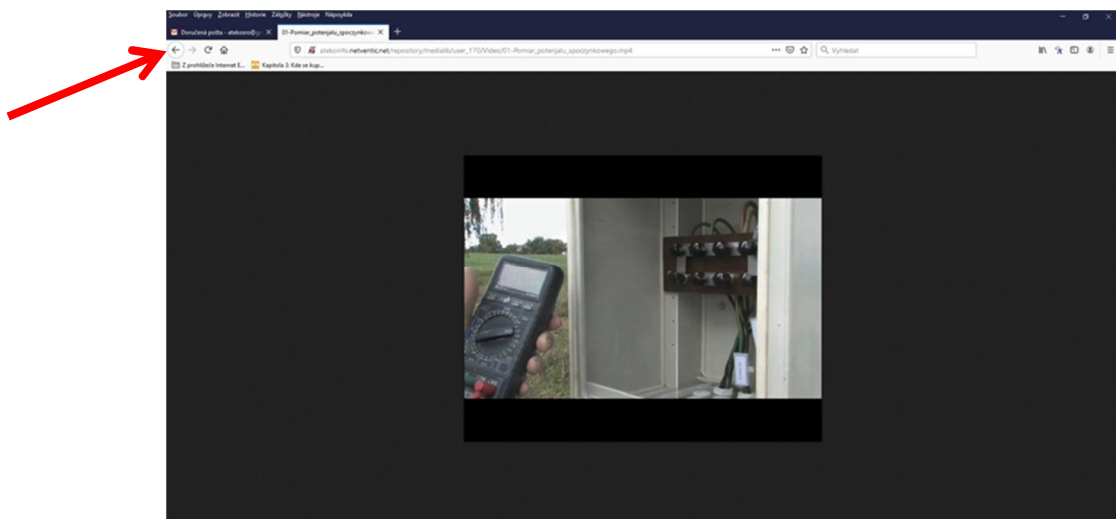 Soubor Úpravy Zobrazit Historie Záložky Nástroje Nápověda
Doručená pošta - 01-Pomiar_potenjalu_spoczynkow
atekoinfo.netventic.net/repository/medialib/user_170/Video/01-Pomiar_potenjalu_spoczynkowego.mp4 Vyhledat
Z prohlížeče Internet E... Kapitola 3: Kde se kup...